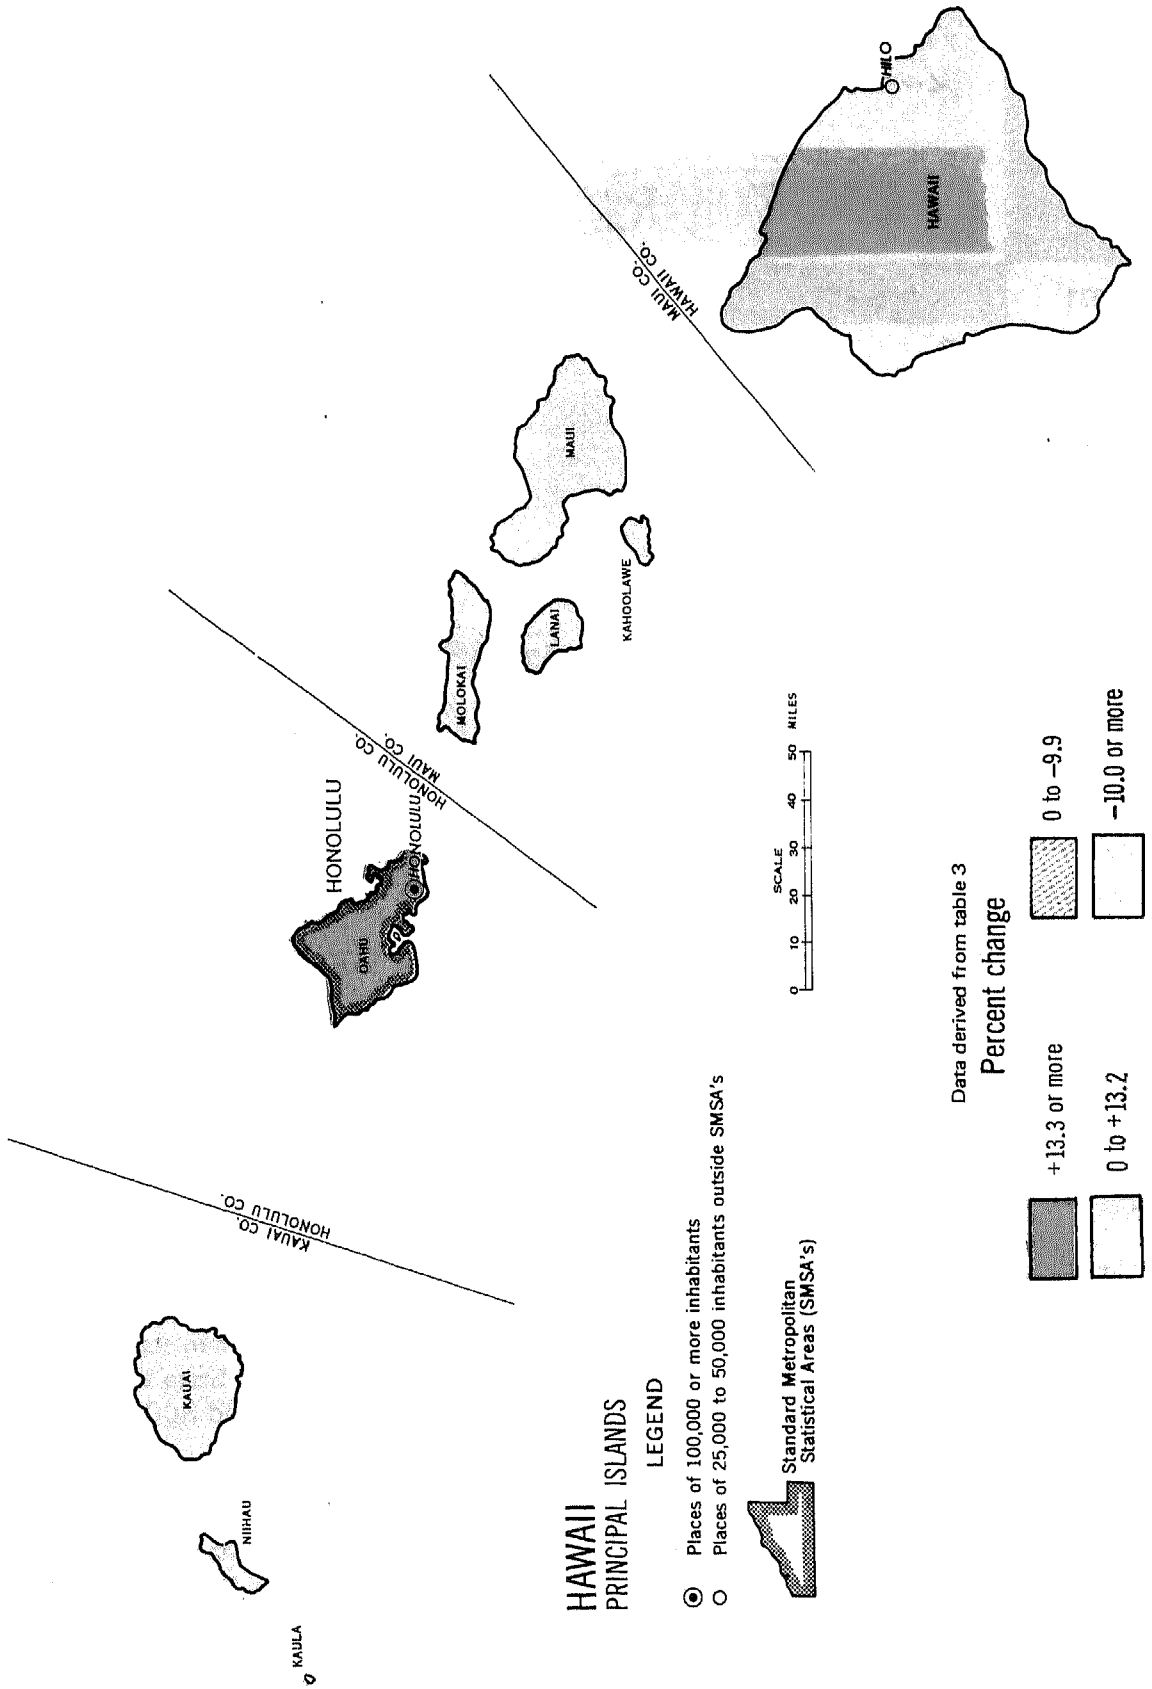 KAULA
NIIHAU
KAUAI
KAUAI CO.
HONOLULU CO.
HONOLULU
OAHU
HONOLULU
HONOLULU CO.
MAUI CO.
MOLOKAI
LANAI
KAHOOLAWE
MAUI
MAUI CO.
HAWAII CO.
HAWAII
HILO
HAWAII
PRINCIPAL ISLANDS
LEGEND
Places of 100,000 or more inhabitants
Places of 25,000 to 50,000 inhabitants outside SMSA's
Standard Metropolitan
Statistical Areas (SMSA's)
SCALE
0 10 20 30 40 50 MILES
Data derived from table 3
Percent change
+13.3 or more
0 to +13.2
0 to -9.9
-10.0 or more